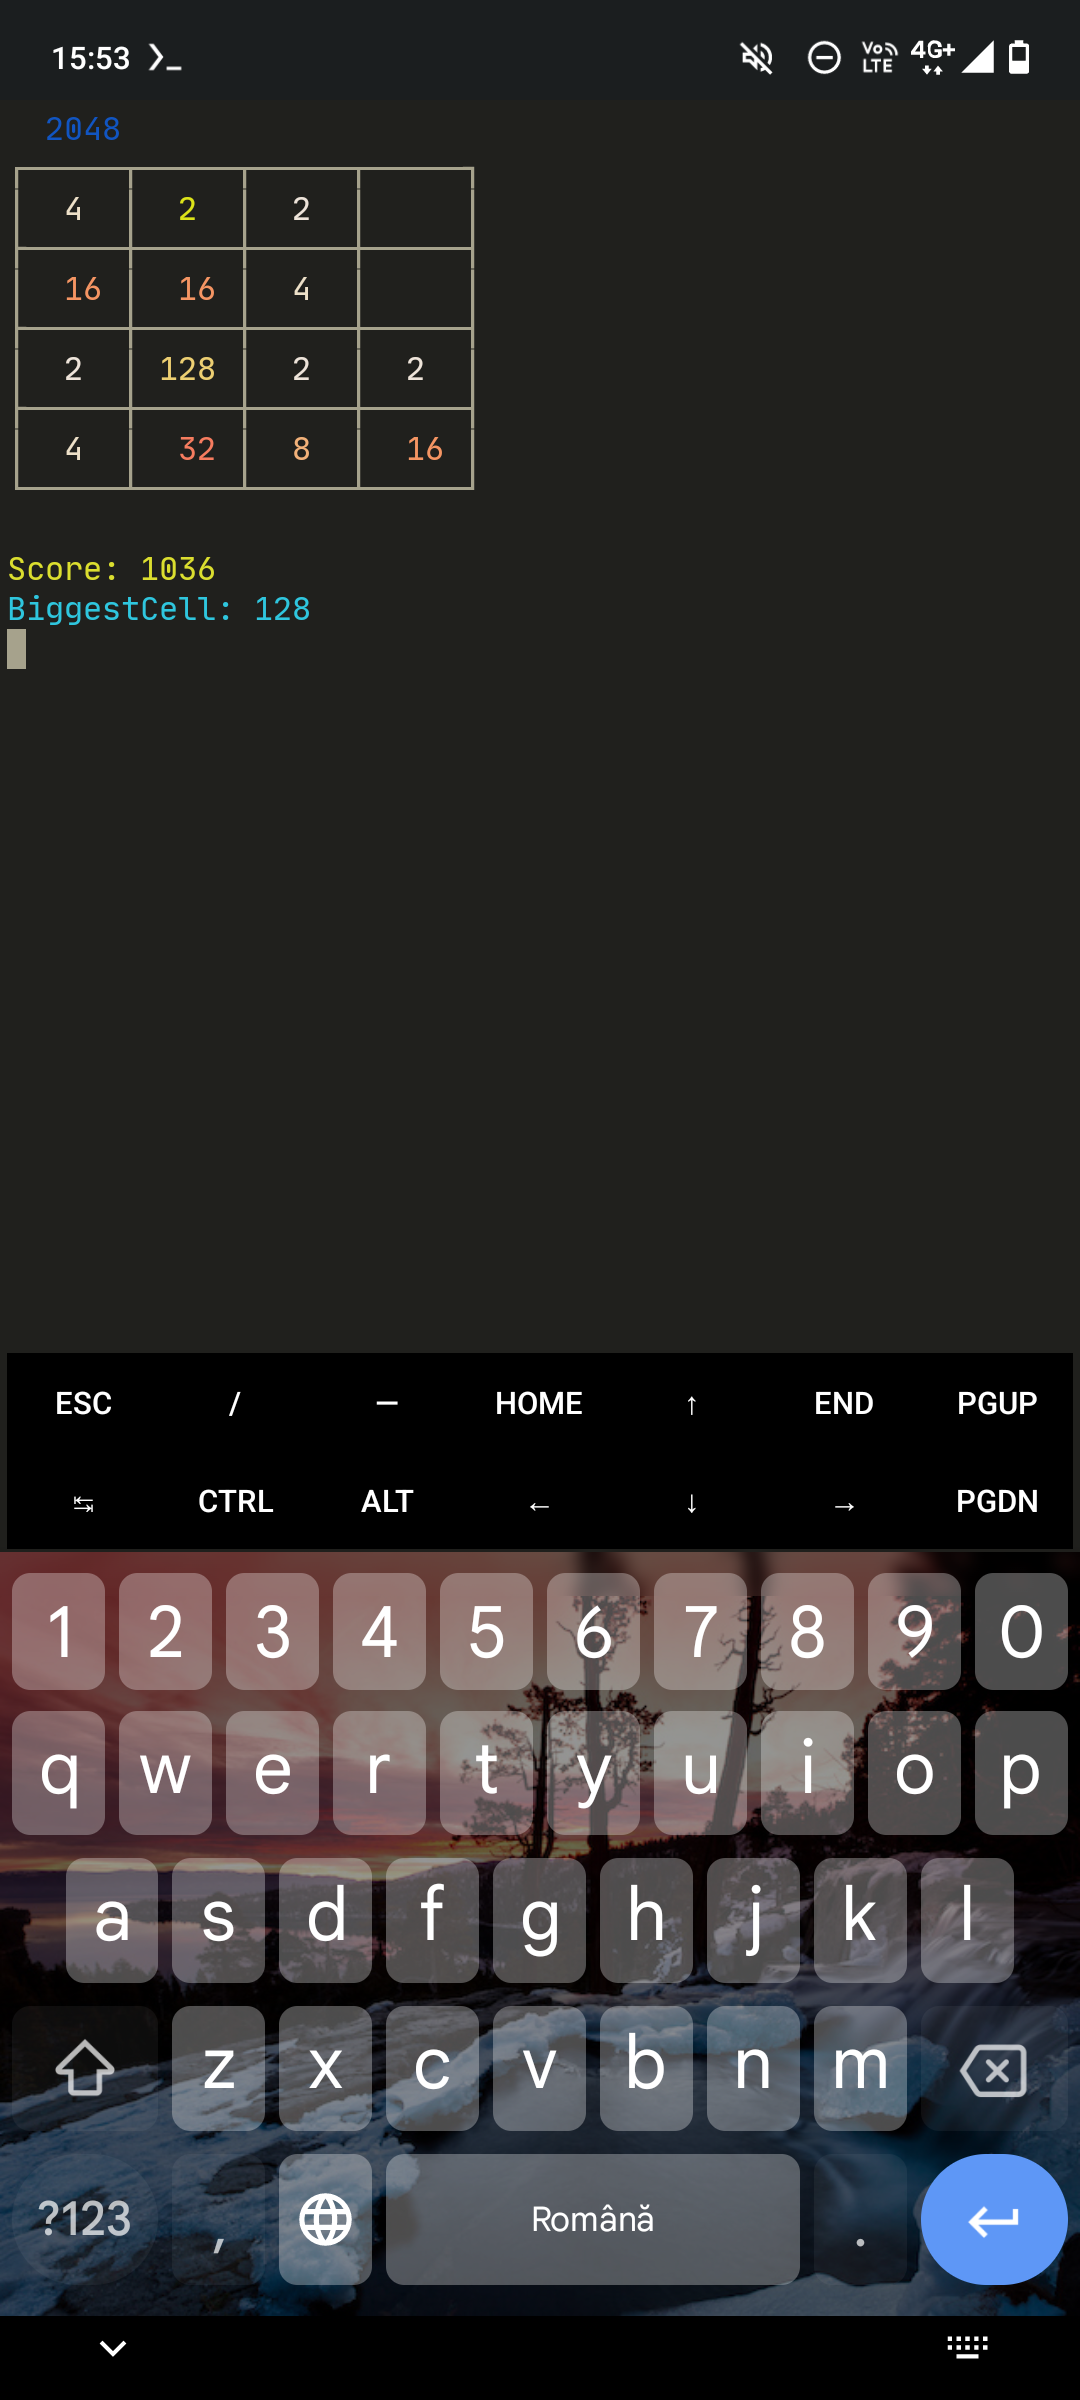 15:53 VoLTE 4G+
2048
4 2 2
16 16 4
2 128 2 2
4 32 8 16
Score: 1036
BiggestCell: 128
ESC / — HOME ↑ END PGUP
↹ CTRL ALT ← ↓ → PGDN
1 2 3 4 5 6 7 8 9 0
q w e r t y u i o p
a s d f g h j k l
z x c v b n m
?123 , Română .